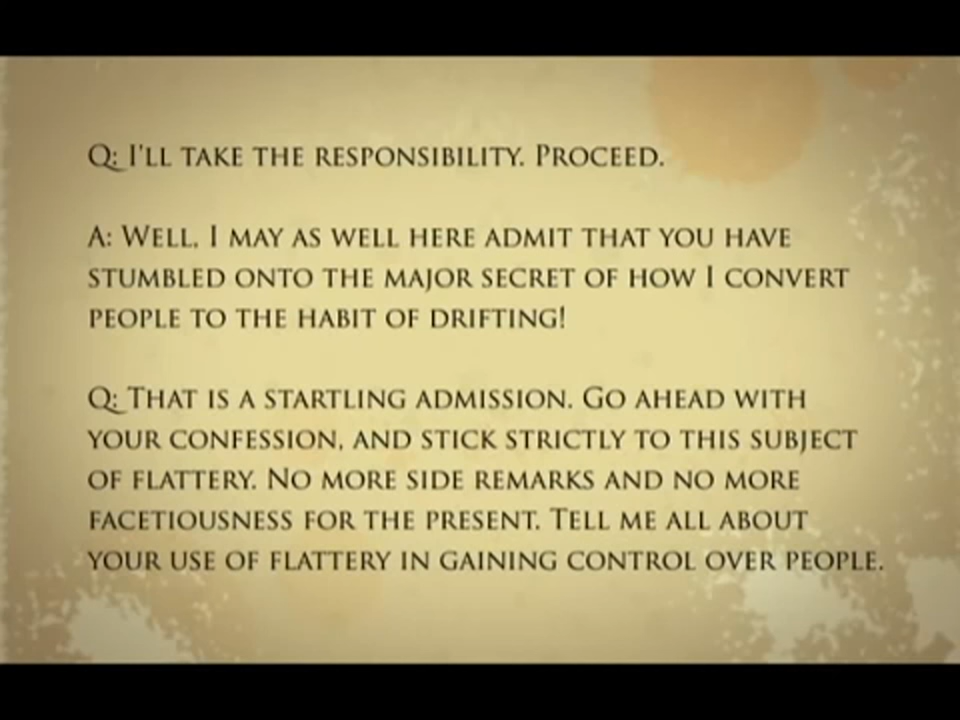 Q: I'll take the responsibility. Proceed.
A: Well, I may as well here admit that you have
stumbled onto the major secret of how I convert
people to the habit of drifting!
Q: That is a startling admission. Go ahead with
your confession, and stick strictly to this subject
of flattery. No more side remarks and no more
facetiousness for the present. Tell me all about
your use of flattery in gaining control over people.